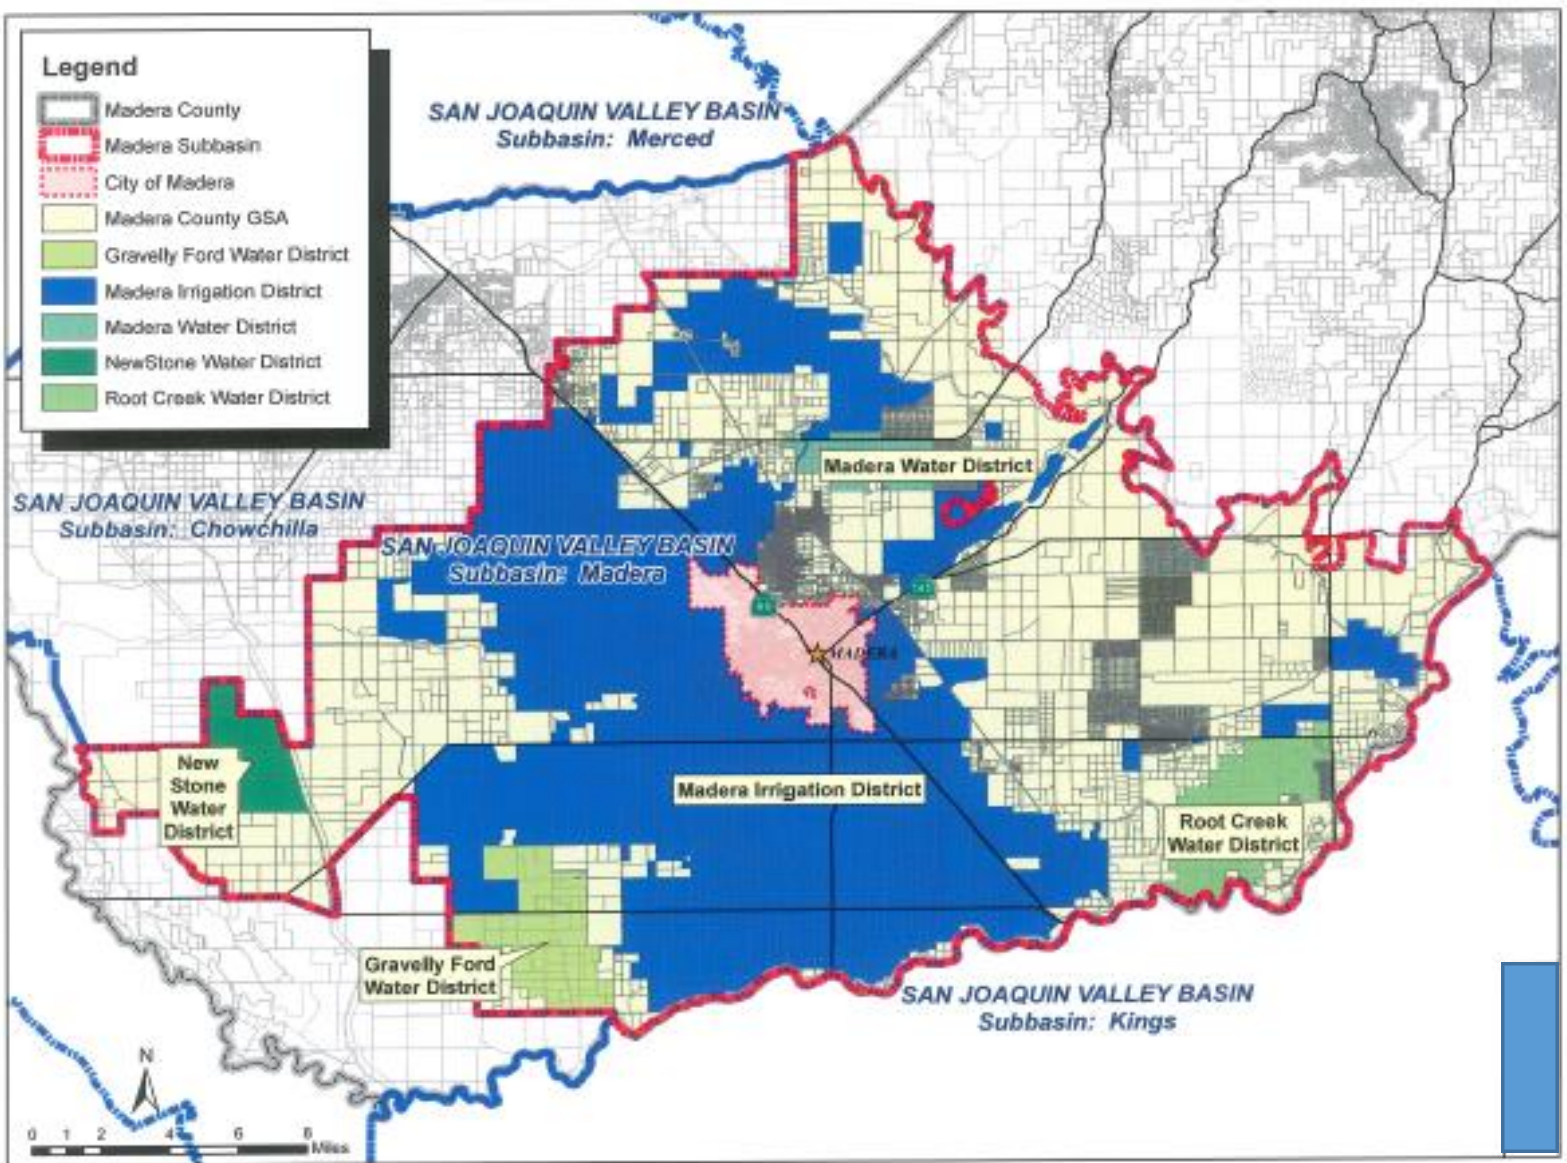 Legend
Madera County
Madera Subbasin
City of Madera
Madera County GSA
Gravelly Ford Water District
Madera Irrigation District
Madera Water District
NewStone Water District
Root Creek Water District
SAN JOAQUIN VALLEY BASIN
Subbasin: Merced
Madera Water District
SAN JOAQUIN VALLEY BASIN
Subbasin: Chowchilla
SAN JOAQUIN VALLEY BASIN
Subbasin: Madera
MADERA
New
Stone
Water
District
Madera Irrigation District
Root Creek
Water District
Gravelly Ford
Water District
SAN JOAQUIN VALLEY BASIN
Subbasin: Kings
N
0 1 2 4 6 8
Miles